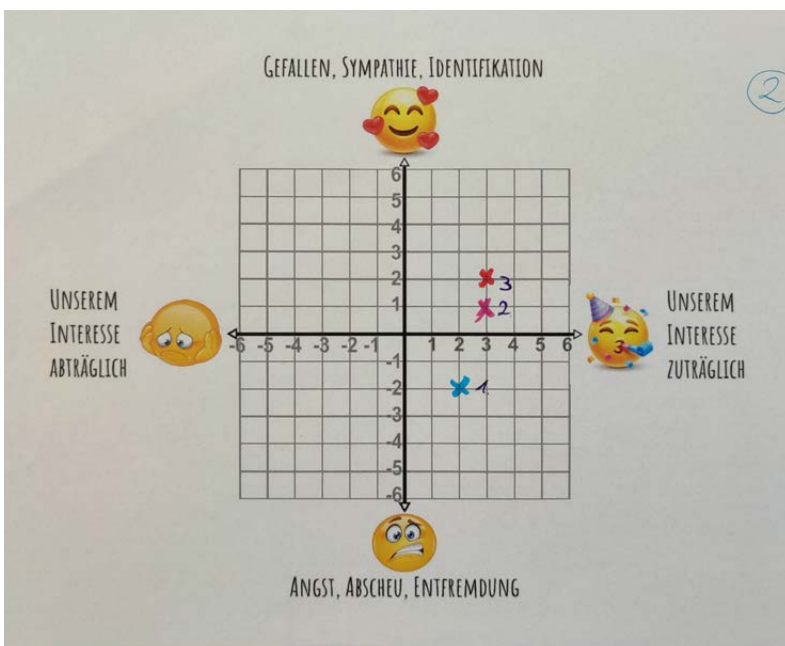 GEFALLEN, SYMPATHIE, IDENTIFIKATION
2
6
5
4
3
2
3
UNSEREM
INTERESSE
ABTRÄGLICH
1
2
UNSEREM
INTERESSE
ZUTRÄGLICH
-6 -5 -4 -3 -2 -1 1 2 3 4 5 6
-1
-2
1
-3
-4
-5
-6
ANGST, ABSCHEU, ENTFREMDUNG